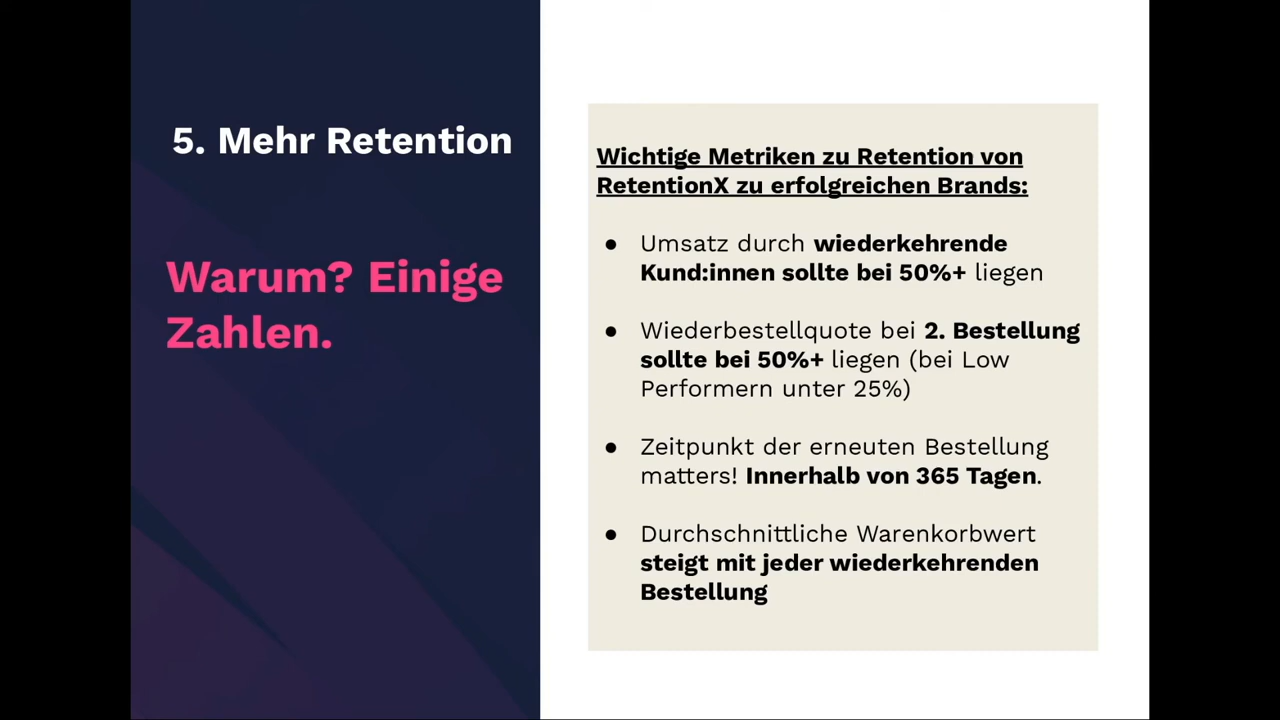 5. Mehr Retention
Warum? Einige
Zahlen.
Wichtige Metriken zu Retention von
RetentionX zu erfolgreichen Brands:
● Umsatz durch wiederkehrende
Kund:innen sollte bei 50%+ liegen
● Wiederbestellquote bei 2. Bestellung
sollte bei 50%+ liegen (bei Low
Performern unter 25%)
● Zeitpunkt der erneuten Bestellung
matters! Innerhalb von 365 Tagen.
● Durchschnittliche Warenkorbwert
steigt mit jeder wiederkehrenden
Bestellung